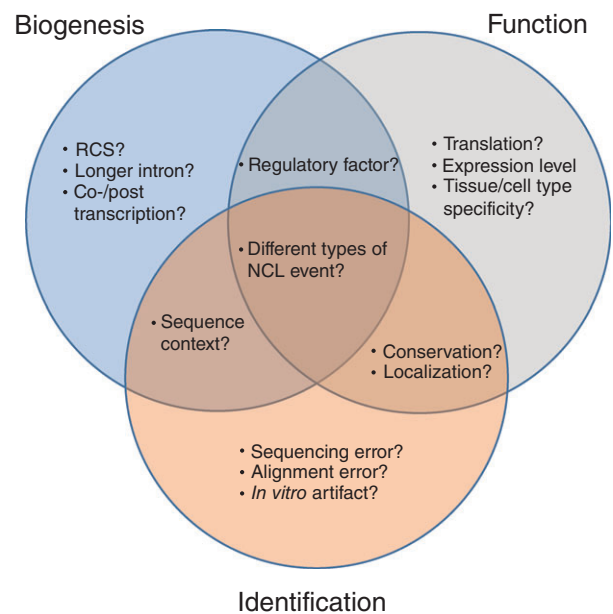 Biogenesis
Function
• RCS?
• Longer intron?
• Co-/post
transcription?
• Regulatory factor?
• Translation?
• Expression level
• Tissue/cell type
specificity?
• Different types of
NCL event?
• Sequence
context?
• Conservation?
• Localization?
• Sequencing error?
• Alignment error?
• In vitro artifact?
Identification